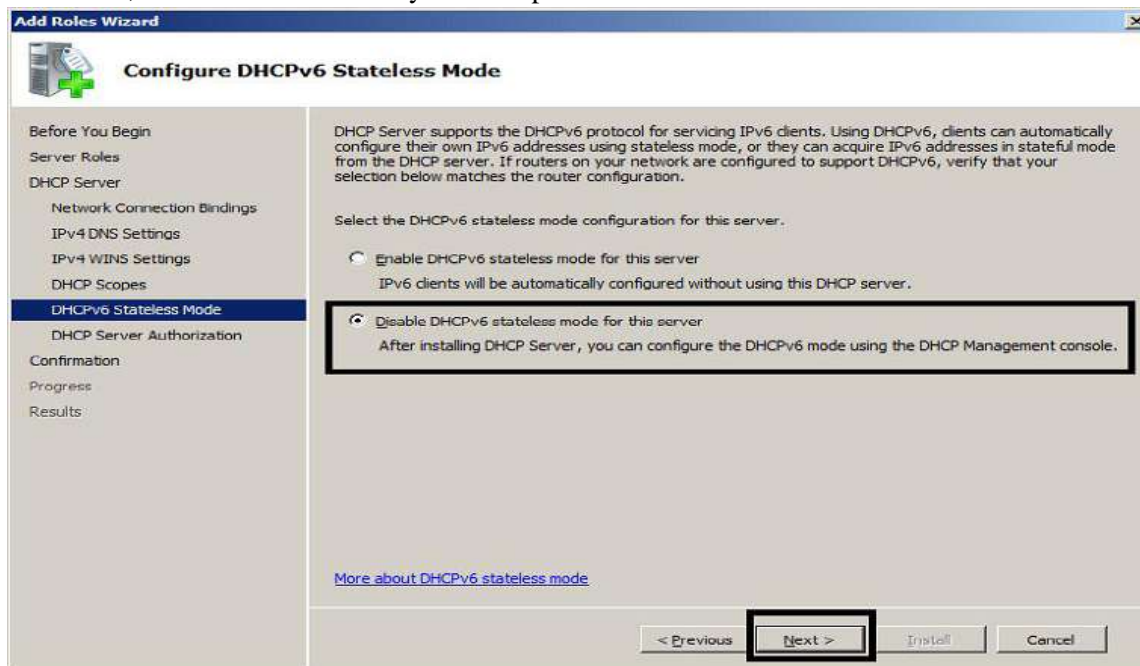 Add Roles Wizard
Configure DHCPv6 Stateless Mode
Before You Begin
Server Roles
DHCP Server
Network Connection Bindings
IPv4 DNS Settings
IPv4 WINS Settings
DHCP Scopes
DHCPv6 Stateless Mode
DHCP Server Authorization
Confirmation
Progress
Results
DHCP Server supports the DHCPv6 protocol for servicing IPv6 clients. Using DHCPv6, clients can automatically
configure their own IPv6 addresses using stateless mode, or they can acquire IPv6 addresses in stateful mode
from the DHCP server. If routers on your network are configured to support DHCPv6, verify that your
selection below matches the router configuration.
Select the DHCPv6 stateless mode configuration for this server.
Enable DHCPv6 stateless mode for this server
IPv6 clients will be automatically configured without using this DHCP server.
Disable DHCPv6 stateless mode for this server
After installing DHCP Server, you can configure the DHCPv6 mode using the DHCP Management console.
More about DHCPv6 stateless mode
< Previous
Next >
Install
Cancel